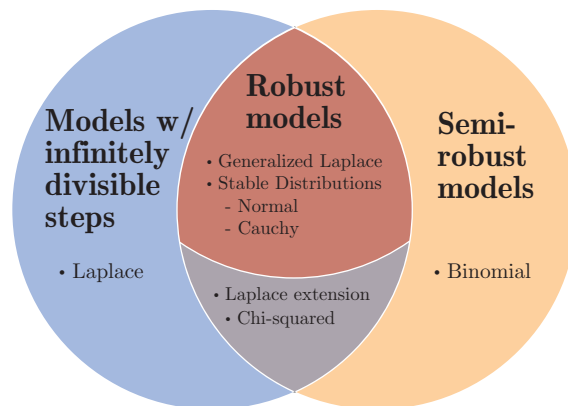 Models w/
infinitely
divisible
steps
• Laplace
Robust
models
• Generalized Laplace
• Stable Distributions
- Normal
- Cauchy
• Laplace extension
• Chi-squared
Semi-
robust
models
• Binomial